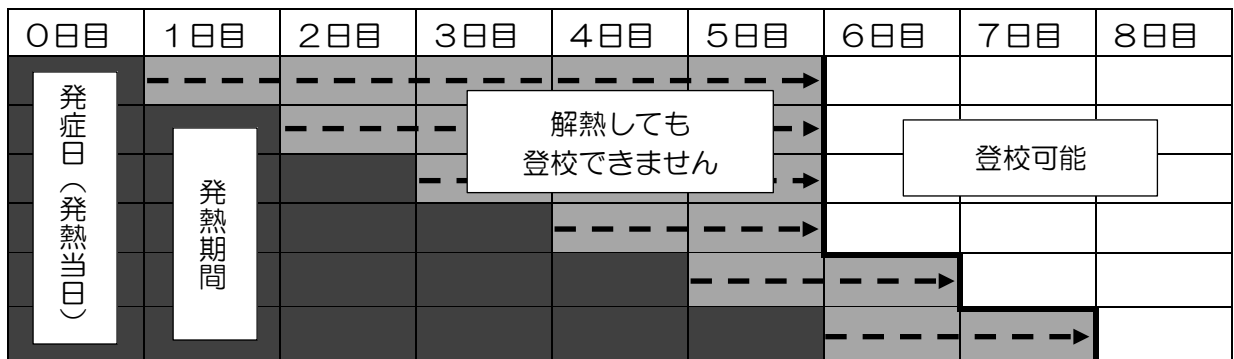 ０日目 １日目 ２日目 ３日目 ４日目 ５日目 ６日目 ７日目 ８日目
発症日（発熱当日）
発熱期間
解熱しても
登校できません
登校可能